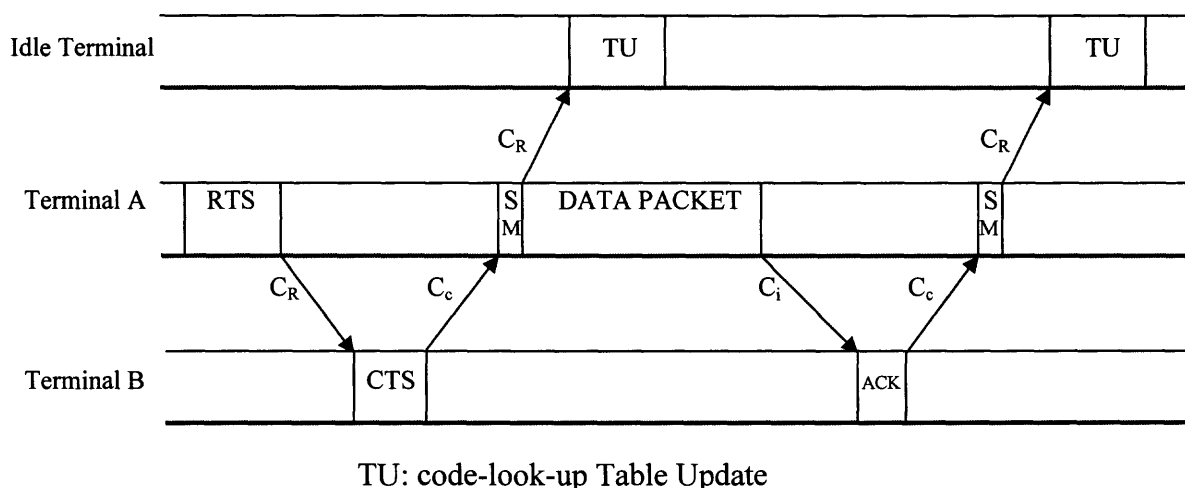 Idle Terminal
TU
TU
C_R
C_R
Terminal A
RTS
S
M
DATA PACKET
S
M
C_R
C_c
C_i
C_c
Terminal B
CTS
ACK
TU: code-look-up Table Update